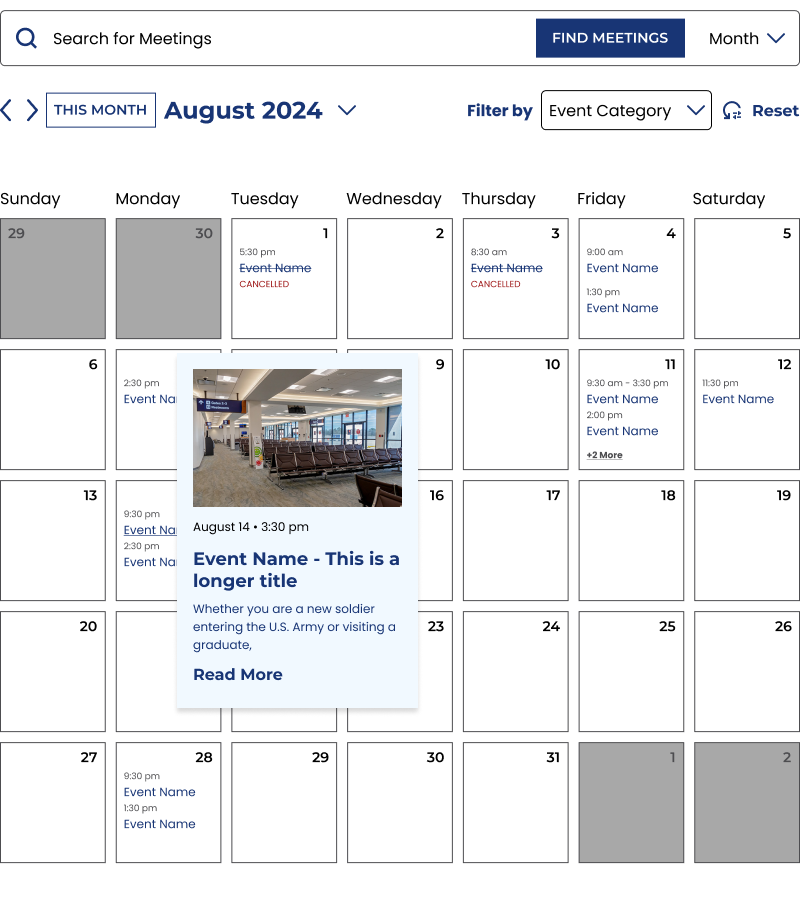 Search for Meetings
FIND MEETINGS
Month
THIS MONTH
August 2024
Filter by
Event Category
Reset
Sunday Monday Tuesday Wednesday Thursday Friday Saturday
29
30
1
5:30 pm
Event Name
CANCELLED
2
3
8:30 am
Event Name
CANCELLED
4
9:00 am
Event Name
1:30 pm
Event Name
5
6
2:30 pm
Event Na
9
10
11
9:30 am - 3:30 pm
Event Name
2:00 pm
Event Name
+2 More
12
11:30 pm
Event Name
August 14 • 3:30 pm
Event Name - This is a
longer title
Whether you are a new soldier
entering the U.S. Army or visiting a
graduate,
Read More
13
9:30 pm
Event Na
2:30 pm
Event Na
16
17
18
19
20
23
24
25
26
27
28
9:30 pm
Event Name
1:30 pm
Event Name
29
30
31
1
2